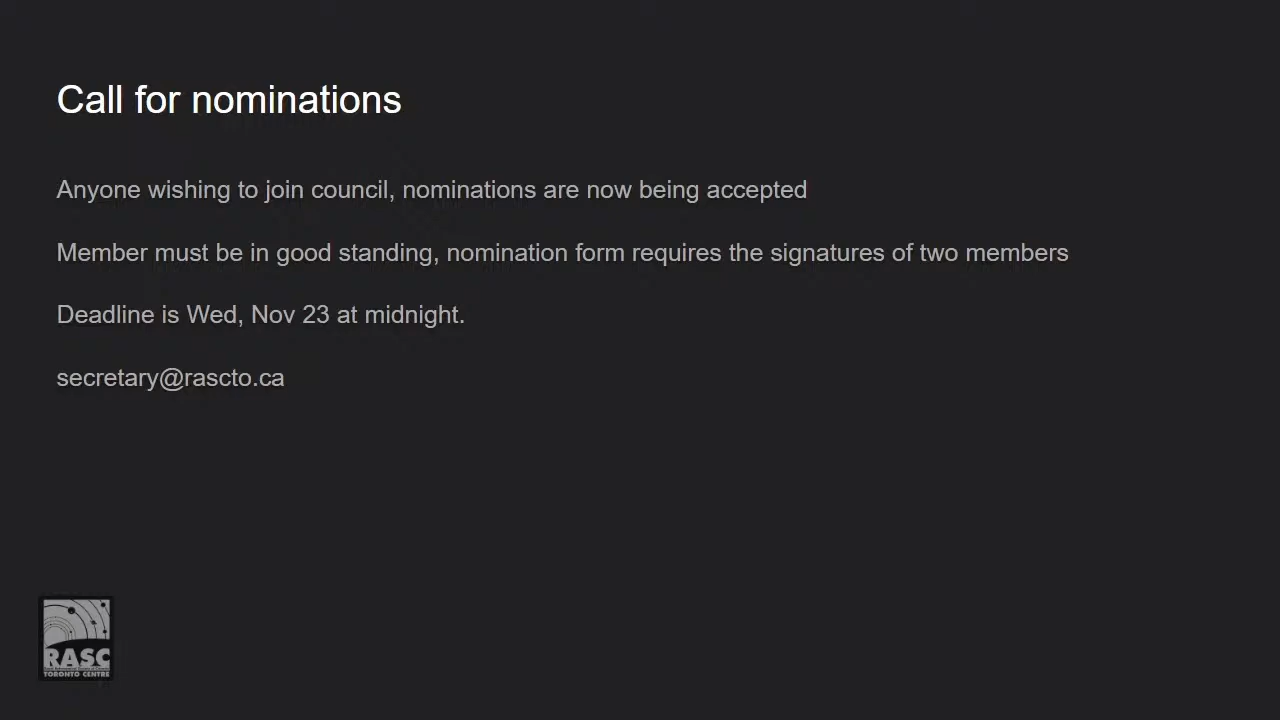 Call for nominations
Anyone wishing to join council, nominations are now being accepted
Member must be in good standing, nomination form requires the signatures of two members
Deadline is Wed, Nov 23 at midnight.
secretary@rascto.ca
RASC
TORONTO CENTRE